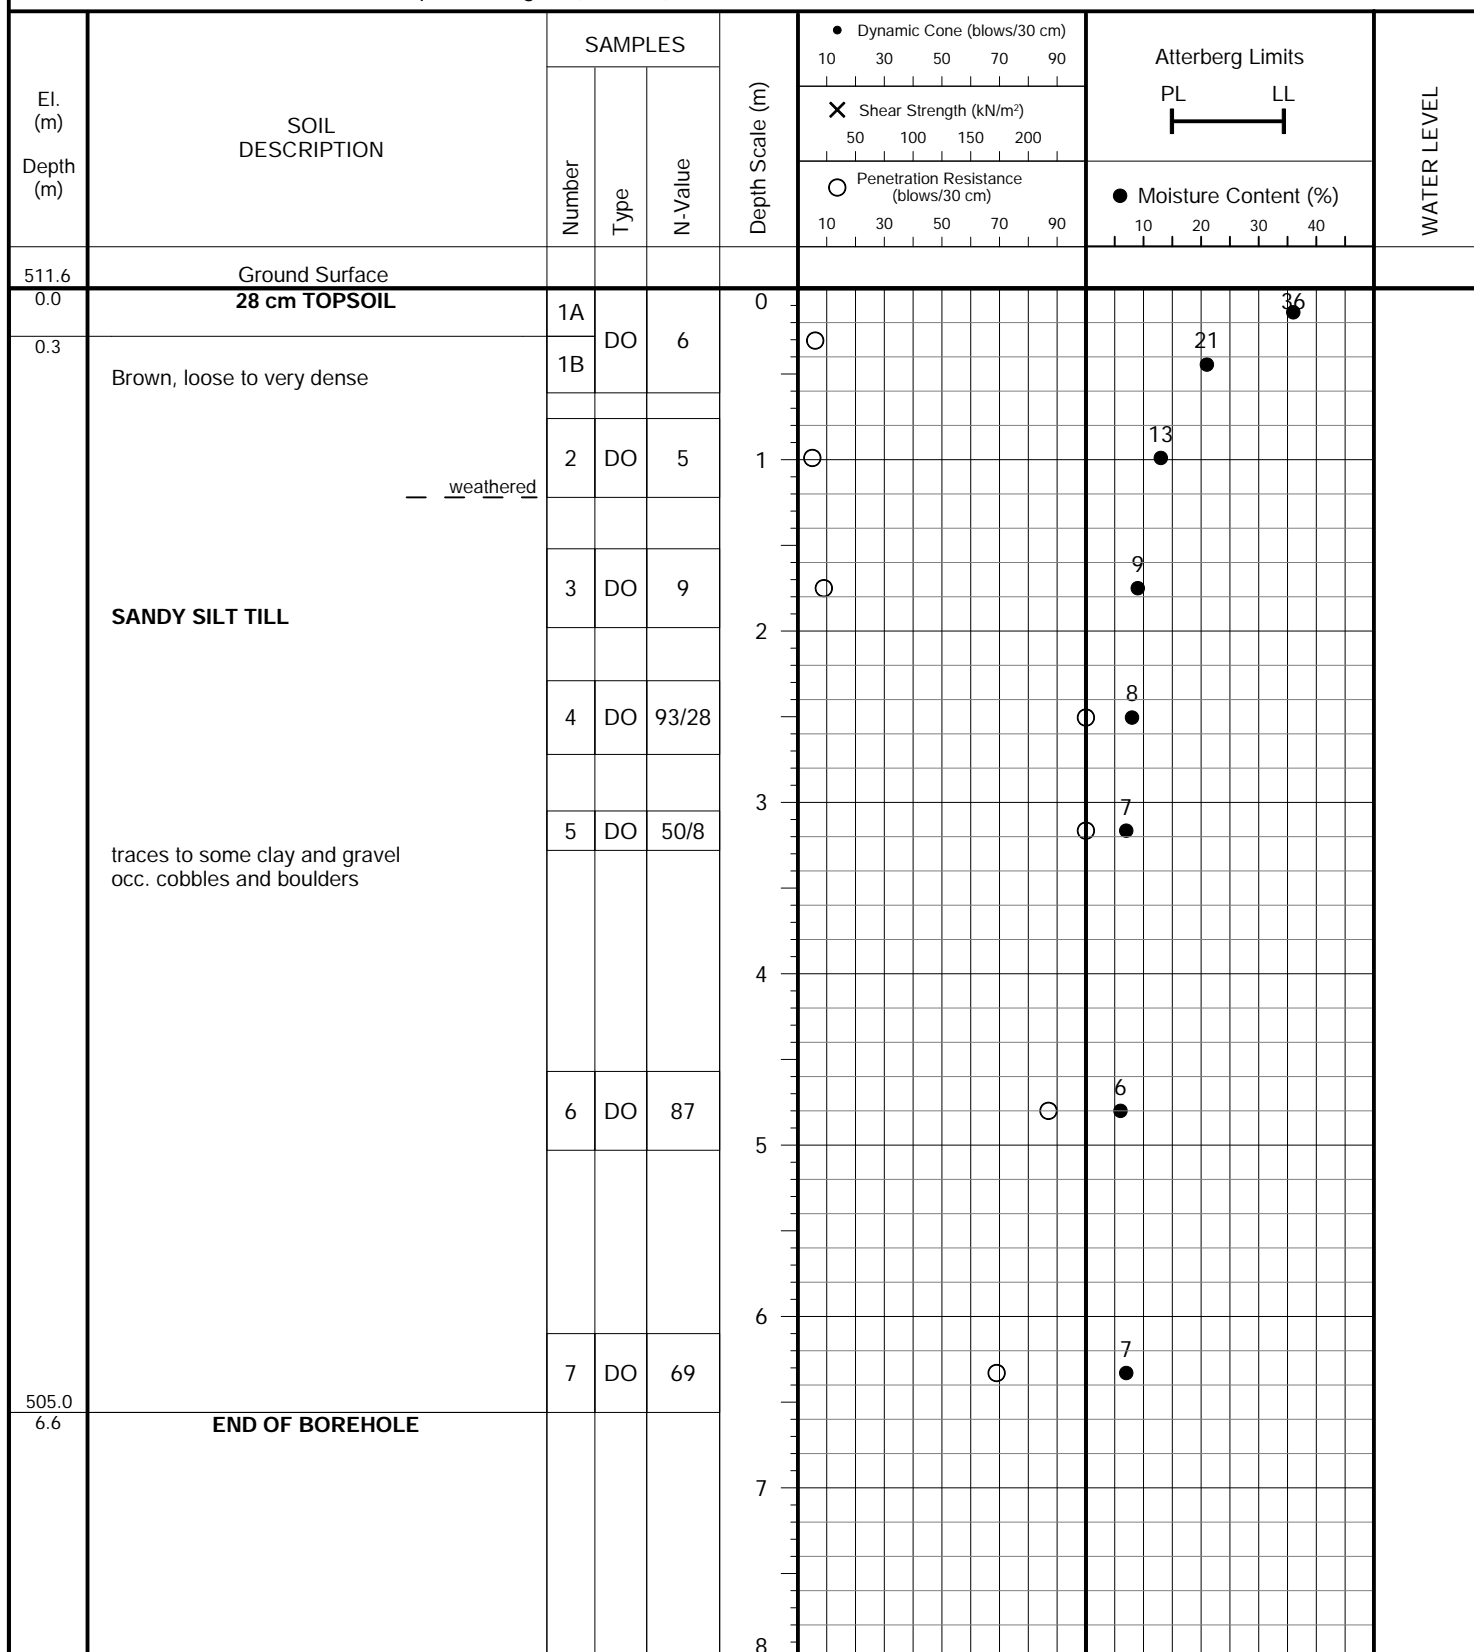 El.
(m)
Depth
(m)
SOIL
DESCRIPTION
SAMPLES
Number
Type
N-Value
Depth Scale (m)
● Dynamic Cone (blows/30 cm)
10 30 50 70 90
X Shear Strength (kN/m²)
50 100 150 200
○ Penetration Resistance
(blows/30 cm)
10 30 50 70 90
Atterberg Limits
PL LL
● Moisture Content (%)
10 20 30 40
WATER LEVEL
511.6 Ground Surface
0.0 28 cm TOPSOIL 0
1A 36
0.3 DO 6 21
1B
Brown, loose to very dense
13
2 DO 5 1
weathered
9
3 DO 9
SANDY SILT TILL
2
8
4 DO 93/28
3 7
5 DO 50/8
traces to some clay and gravel
occ. cobbles and boulders
4
6
6 DO 87
5
6
7
7 DO 69
505.0
6.6 END OF BOREHOLE
7
8